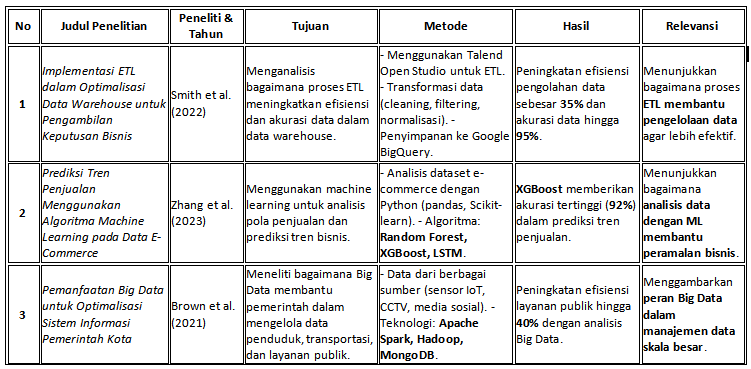 No
Judul Penelitian
Peneliti &
Tahun
Tujuan
Metode
Hasil
Relevansi
1
Implementasi ETL
dalam Optimalisasi
Data Warehouse untuk
Pengambilan
Keputusan Bisnis
Smith et al.
(2022)
Menganalisis
bagaimana proses ETL
meningkatkan efisiensi
dan akurasi data dalam
data warehouse.
- Menggunakan Talend
Open Studio untuk ETL.
- Transformasi data
(cleaning, filtering,
normalisasi). -
Penyimpanan ke Google
BigQuery.
Peningkatan efisiensi
pengolahan data
sebesar 35% dan
akurasi data hingga
95%.
Menunjukkan
bagaimana proses
ETL membantu
pengelolaan data
agar lebih efektif.
2
Prediksi Tren
Penjualan
Menggunakan
Algoritma Machine
Learning pada Data E-
Commerce
Zhang et al.
(2023)
Menggunakan machine
learning untuk analisis
pola penjualan dan
prediksi tren bisnis.
- Analisis dataset e-
commerce dengan
Python (pandas, Scikit-
learn). - Algoritma:
Random Forest,
XGBoost, LSTM.
XGBoost memberikan
akurasi tertinggi (92%)
dalam prediksi tren
penjualan.
Menunjukkan
bagaimana
analisis data
dengan ML
membantu
peramalan bisnis.
3
Pemanfaatan Big Data
untuk Optimalisasi
Sistem Informasi
Pemerintah Kota
Brown et al.
(2021)
Meneliti bagaimana Big
Data membantu
pemerintah dalam
mengelola data
penduduk, transportasi,
dan layanan publik.
- Data dari berbagai
sumber (sensor IoT,
CCTV, media sosial). -
Teknologi: Apache
Spark, Hadoop,
MongoDB.
Peningkatan efisiensi
layanan publik hingga
40% dengan analisis
Big Data.
Menggambarkan
peran Big Data
dalam
manajemen data
skala besar.